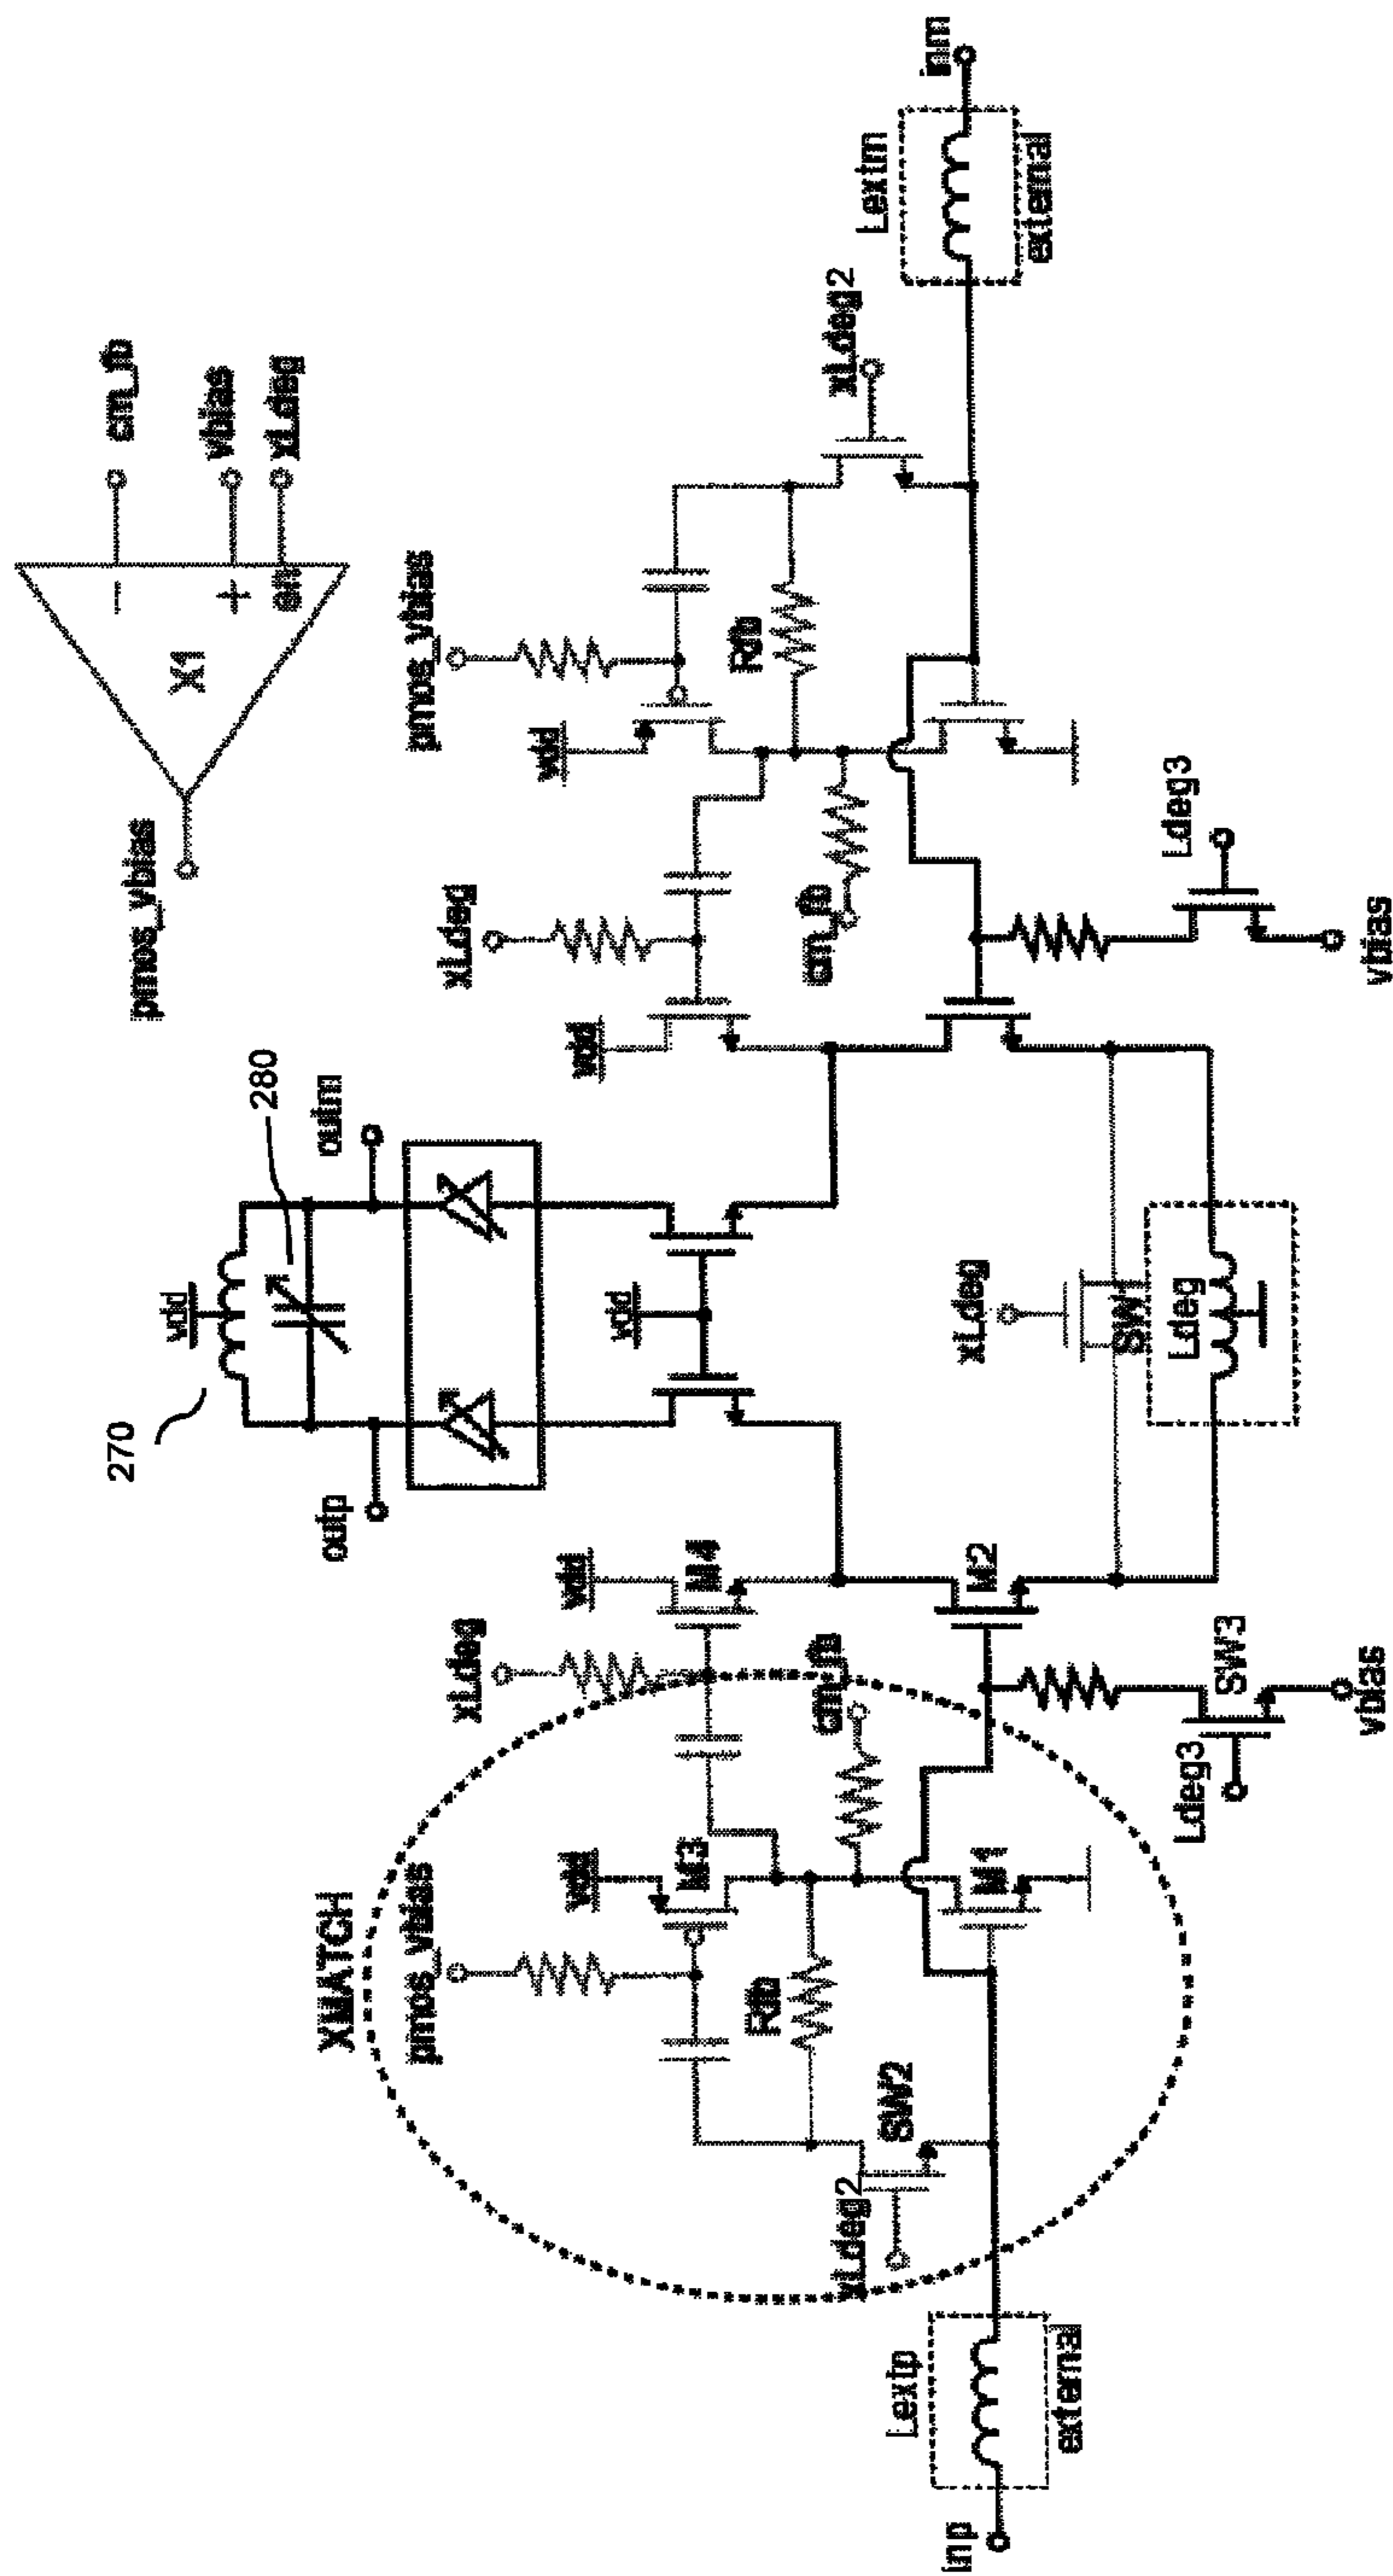 cm_fb
vbias
xLdeg
en
−
+
X1
pmos_vbias
inm
Lextm
external
xLdeg2
pmos_vbias
vdd
Rfb
cm_fb
xLdeg
vdd
Ldeg3
vbias
280
outm
vdd
270
outp
vdd
xLdeg
SW1
Ldeg
vdd
M4
M2
xLdeg
cm_fb
SW3
Ldeg3
vbias
XMATCH
pmos_vbias
vdd
M3
M1
Rfb
SW2
xLdeg2
Lextp
external
inp